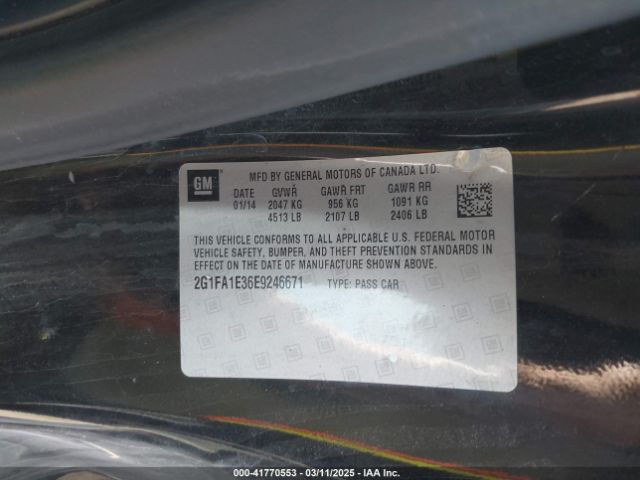 GM
MFD BY GENERAL MOTORS OF CANADA LTD.
DATE GVWR GAWR FRT GAWR RR
01/14 2047 KG 956 KG 1091 KG
4513 LB 2107 LB 2406 LB
THIS VEHICLE CONFORMS TO ALL APPLICABLE U.S. FEDERAL MOTOR
VEHICLE SAFETY, BUMPER, AND THEFT PREVENTION STANDARDS IN
EFFECT ON THE DATE OF MANUFACTURE SHOWN ABOVE.
2G1FA1E36E9246671 TYPE: PASS CAR
000-41770553 - 03/11/2025 - IAA Inc.